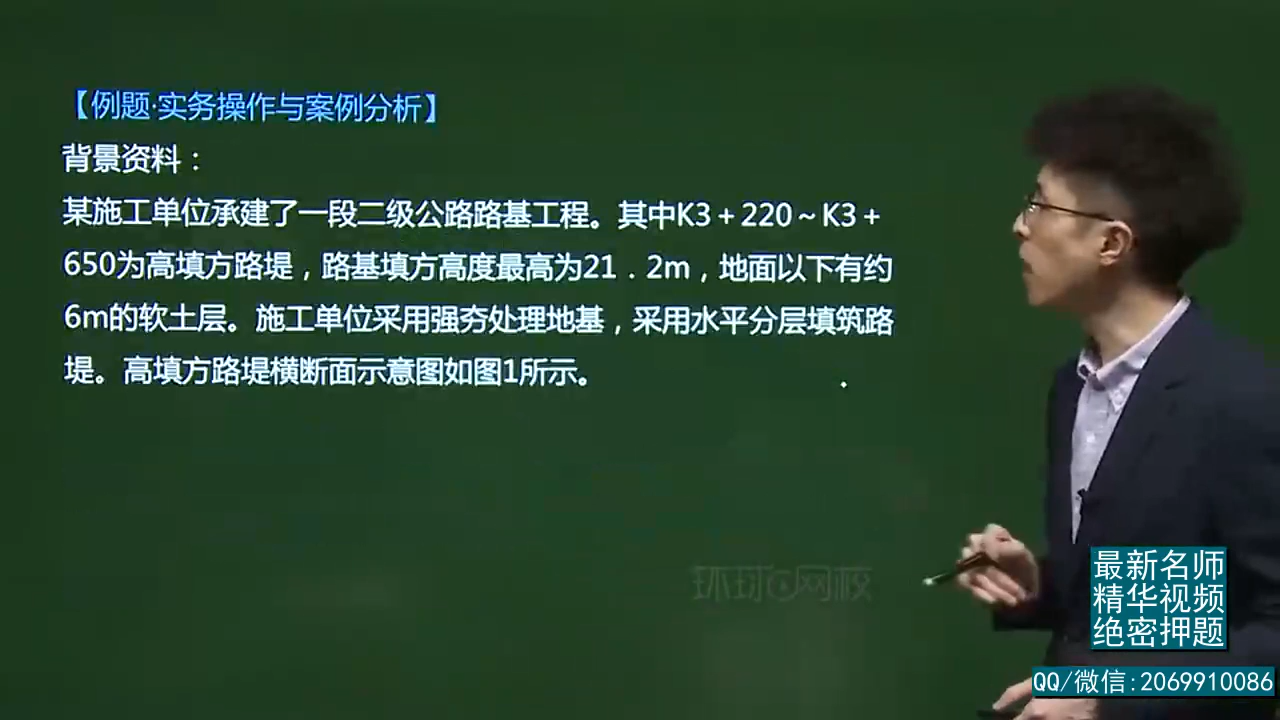 【例题·实务操作与案例分析】
背景资料：
某施工单位承建了一段二级公路路基工程。其中K3＋220～K3＋
650为高填方路堤，路基填方高度最高为21．2m，地面以下有约
6m的软土层。施工单位采用强夯处理地基，采用水平分层填筑路
堤。高填方路堤横断面示意图如图1所示。
环球网校
最新名师
精华视频
绝密押题
QQ/微信:2069910086